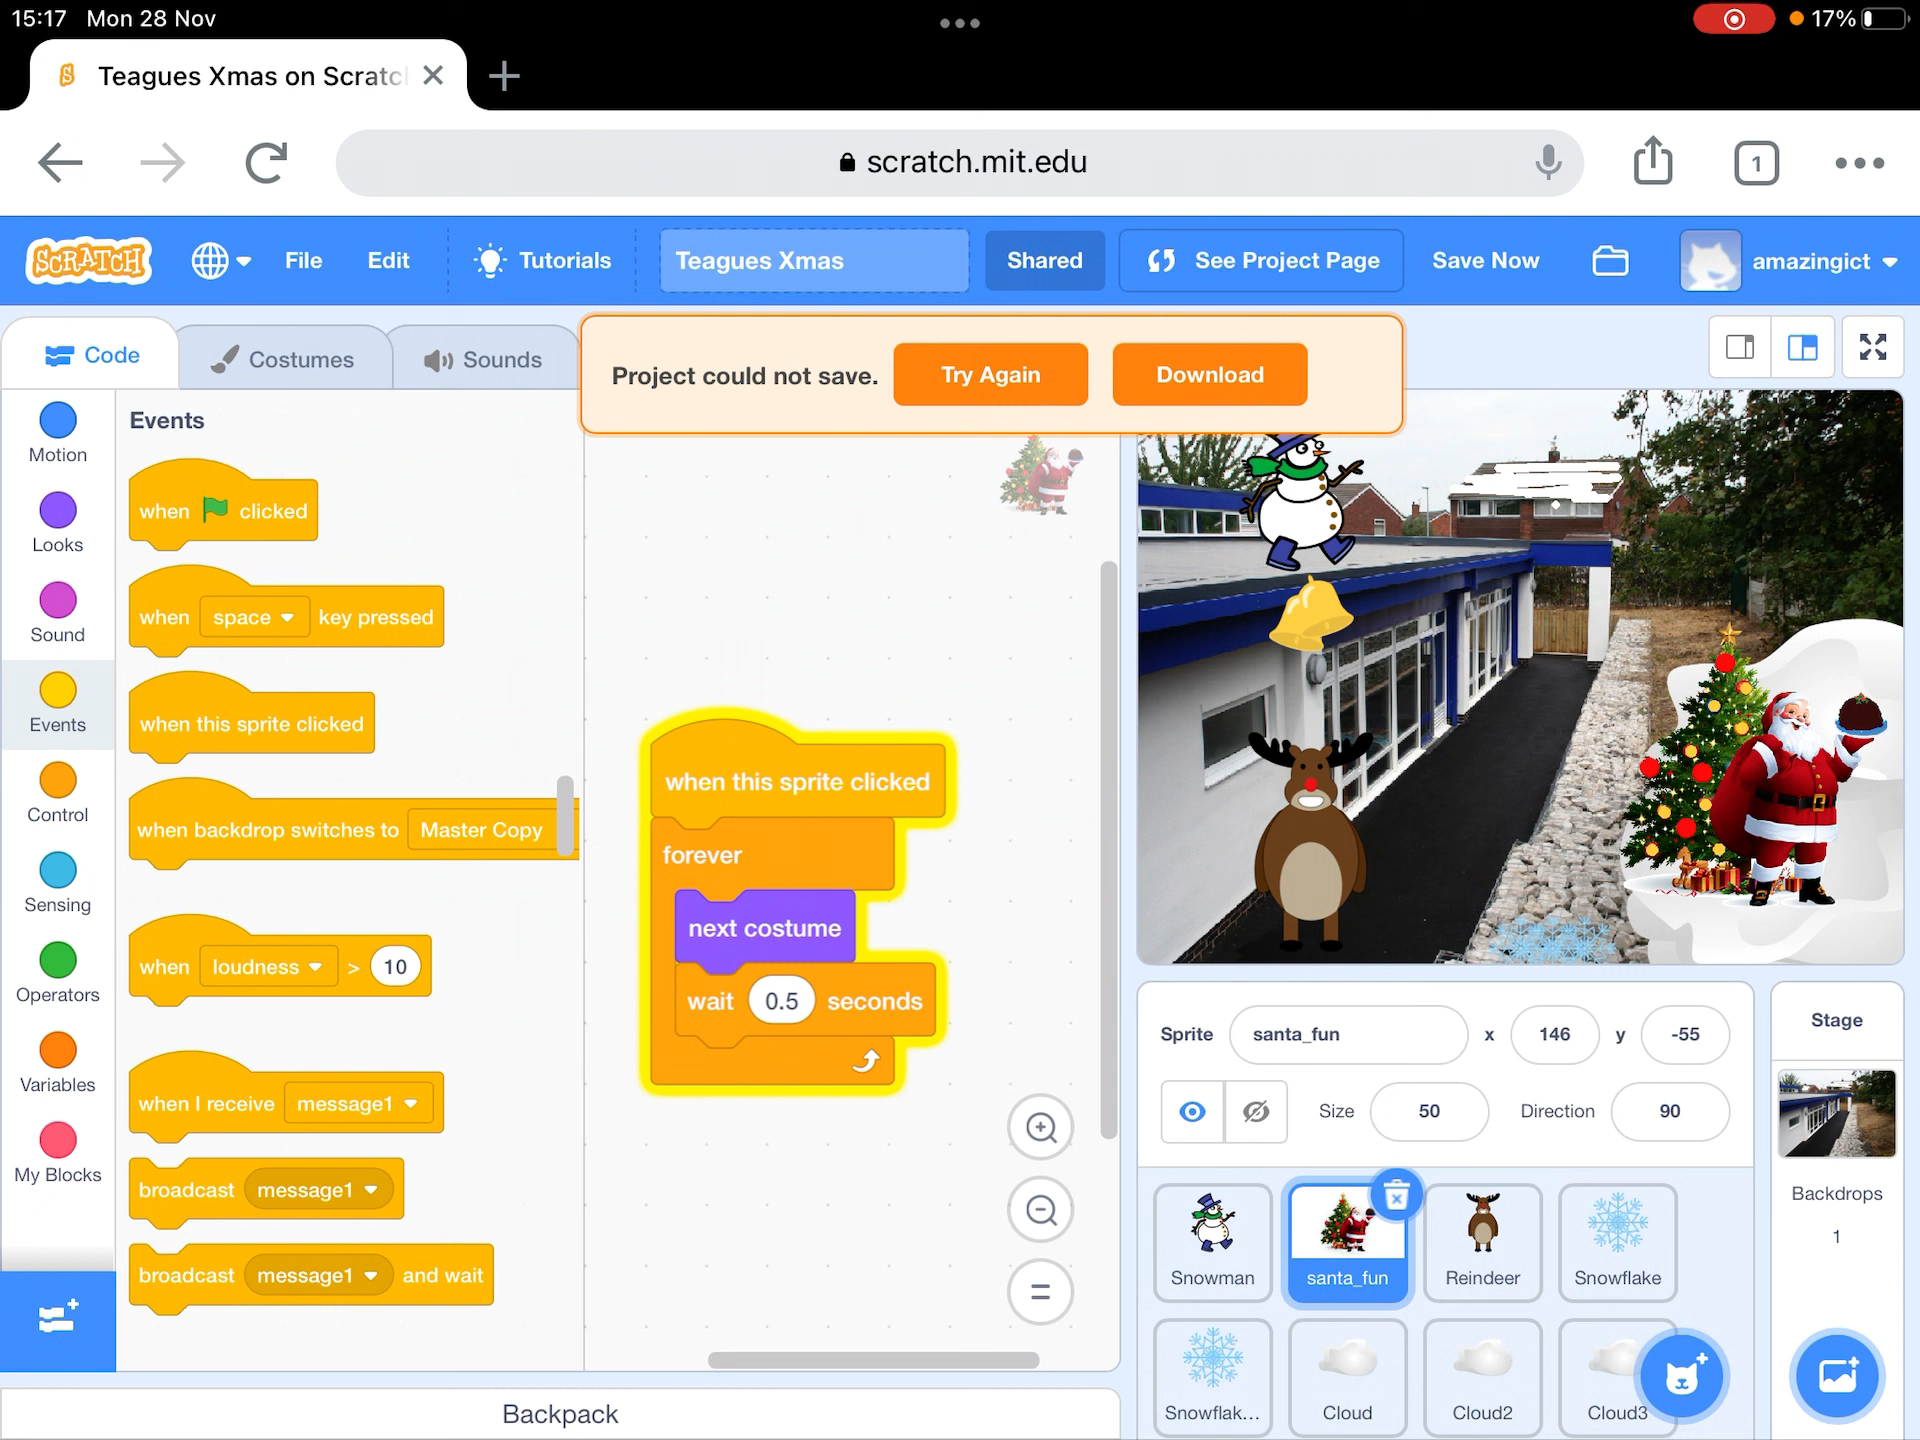 15:17 Mon 28 Nov
17%
Teagues Xmas on Scratc
scratch.mit.edu
1
SCRATCH
File
Edit
Tutorials
Teagues Xmas
Shared
See Project Page
Save Now
amazingict
Code
Costumes
Sounds
Project could not save.
Try Again
Download
Motion
Looks
Sound
Events
Control
Sensing
Operators
Variables
My Blocks
Events
when clicked
when space key pressed
when this sprite clicked
when backdrop switches to Master Copy
when loudness > 10
when I receive message1
broadcast message1
broadcast message1 and wait
when this sprite clicked
forever
next costume
wait 0.5 seconds
Backpack
Sprite santa_fun x 146 y -55
Size 50 Direction 90
Snowman
santa_fun
Reindeer
Snowflake
Snowflak...
Cloud
Cloud2
Cloud3
Stage
Backdrops
1